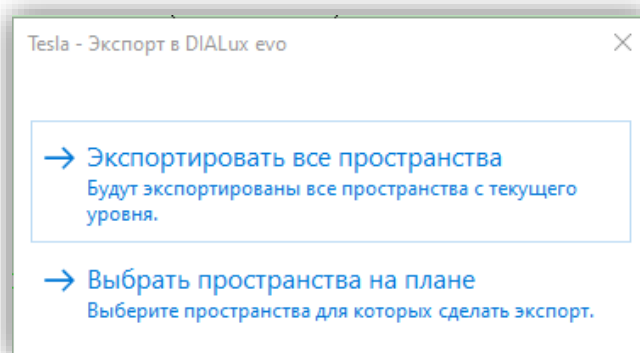 Tesla - Экспорт в DIALux evo
Экспортировать все пространства
Будут экспортированы все пространства с текущего
уровня.
Выбрать пространства на плане
Выберите пространства для которых сделать экспорт.